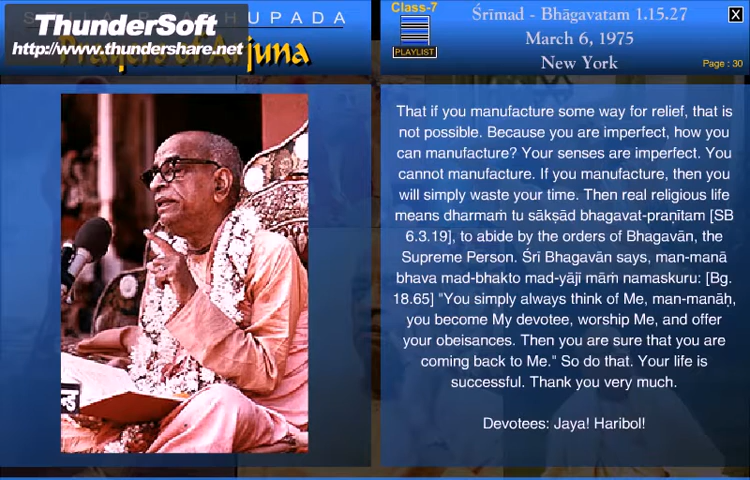 ThunderSoft
PRABHUPADA
http://www.thundershare.net
Prayers of Arjuna
Class-7
PLAYLIST
Śrīmad - Bhāgavatam 1.15.27
March 6, 1975
New York
X
Page : 30
That if you manufacture some way for relief, that is
not possible. Because you are imperfect, how you
can manufacture? Your senses are imperfect. You
cannot manufacture. If you manufacture, then you
will simply waste your time. Then real religious life
means dharmaṁ tu sākṣād bhagavat-praṇītam [SB
6.3.19], to abide by the orders of Bhagavān, the
Supreme Person. Śrī Bhagavān says, man-manā
bhava mad-bhakto mad-yājī māṁ namaskuru: [Bg.
18.65] "You simply always think of Me, man-manāḥ,
you become My devotee, worship Me, and offer
your obeisances. Then you are sure that you are
coming back to Me." So do that. Your life is
successful. Thank you very much.
Devotees: Jaya! Haribol!